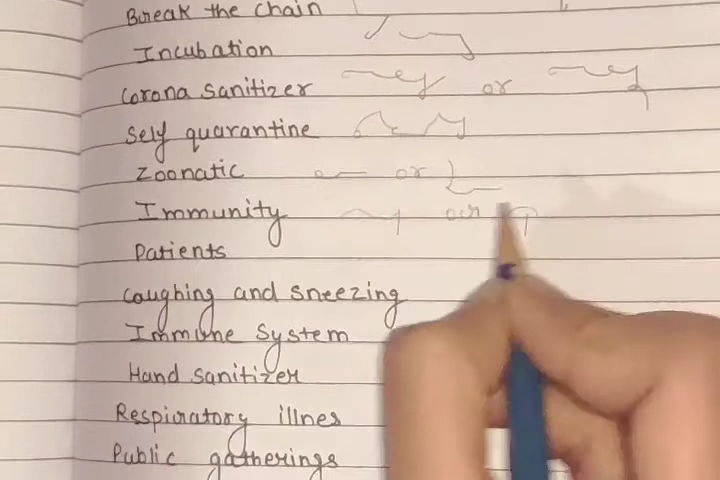 Break the chain
Incubation
Corona sanitizer or
Self quarantine
Zoonatic or
Immunity or
Patients
Coughing and sneezing
Immune System
Hand sanitizer
Respiratory illnes
Public gatherings